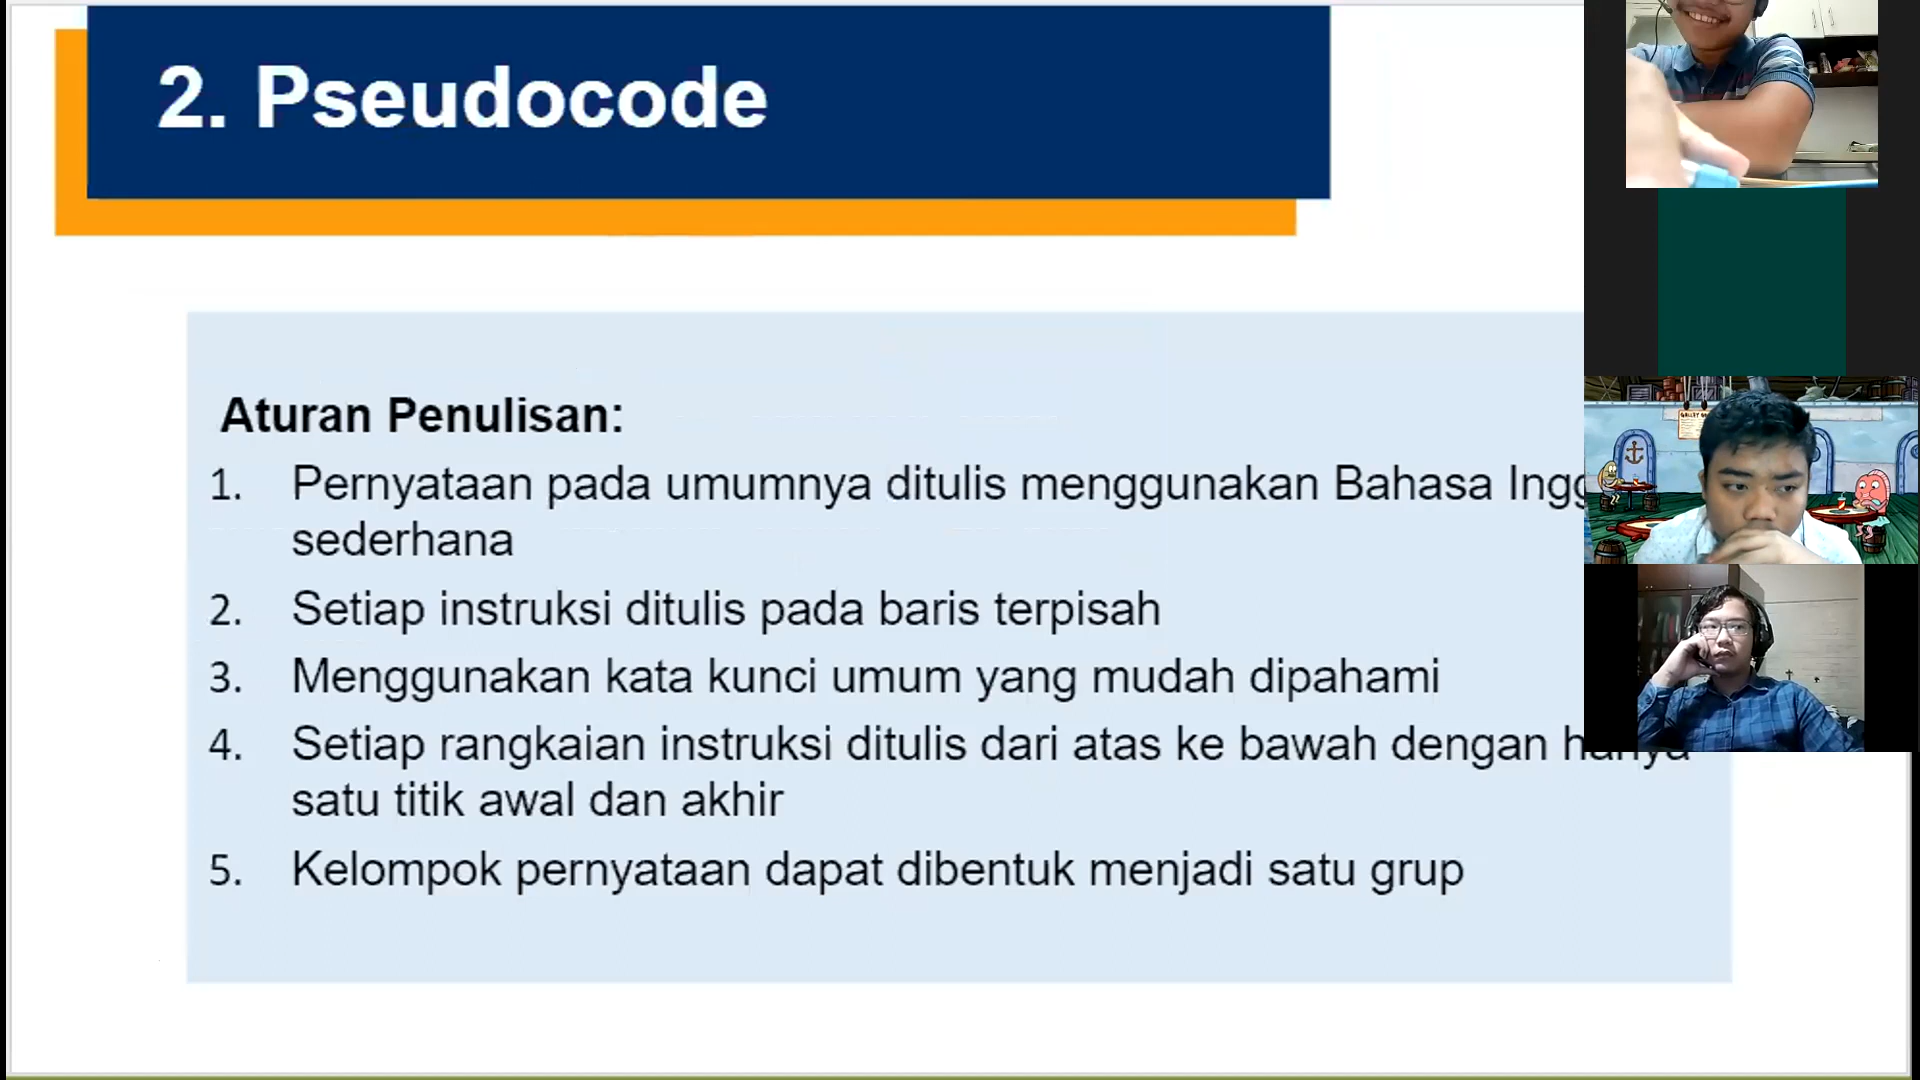 2. Pseudocode
Aturan Penulisan:
1. Pernyataan pada umumnya ditulis menggunakan Bahasa
sederhana
2. Setiap instruksi ditulis pada baris terpisah
3. Menggunakan kata kunci umum yang mudah dipahami
4. Setiap rangkaian instruksi ditulis dari atas ke bawah dengan hanya
satu titik awal dan akhir
5. Kelompok pernyataan dapat dibentuk menjadi satu grup